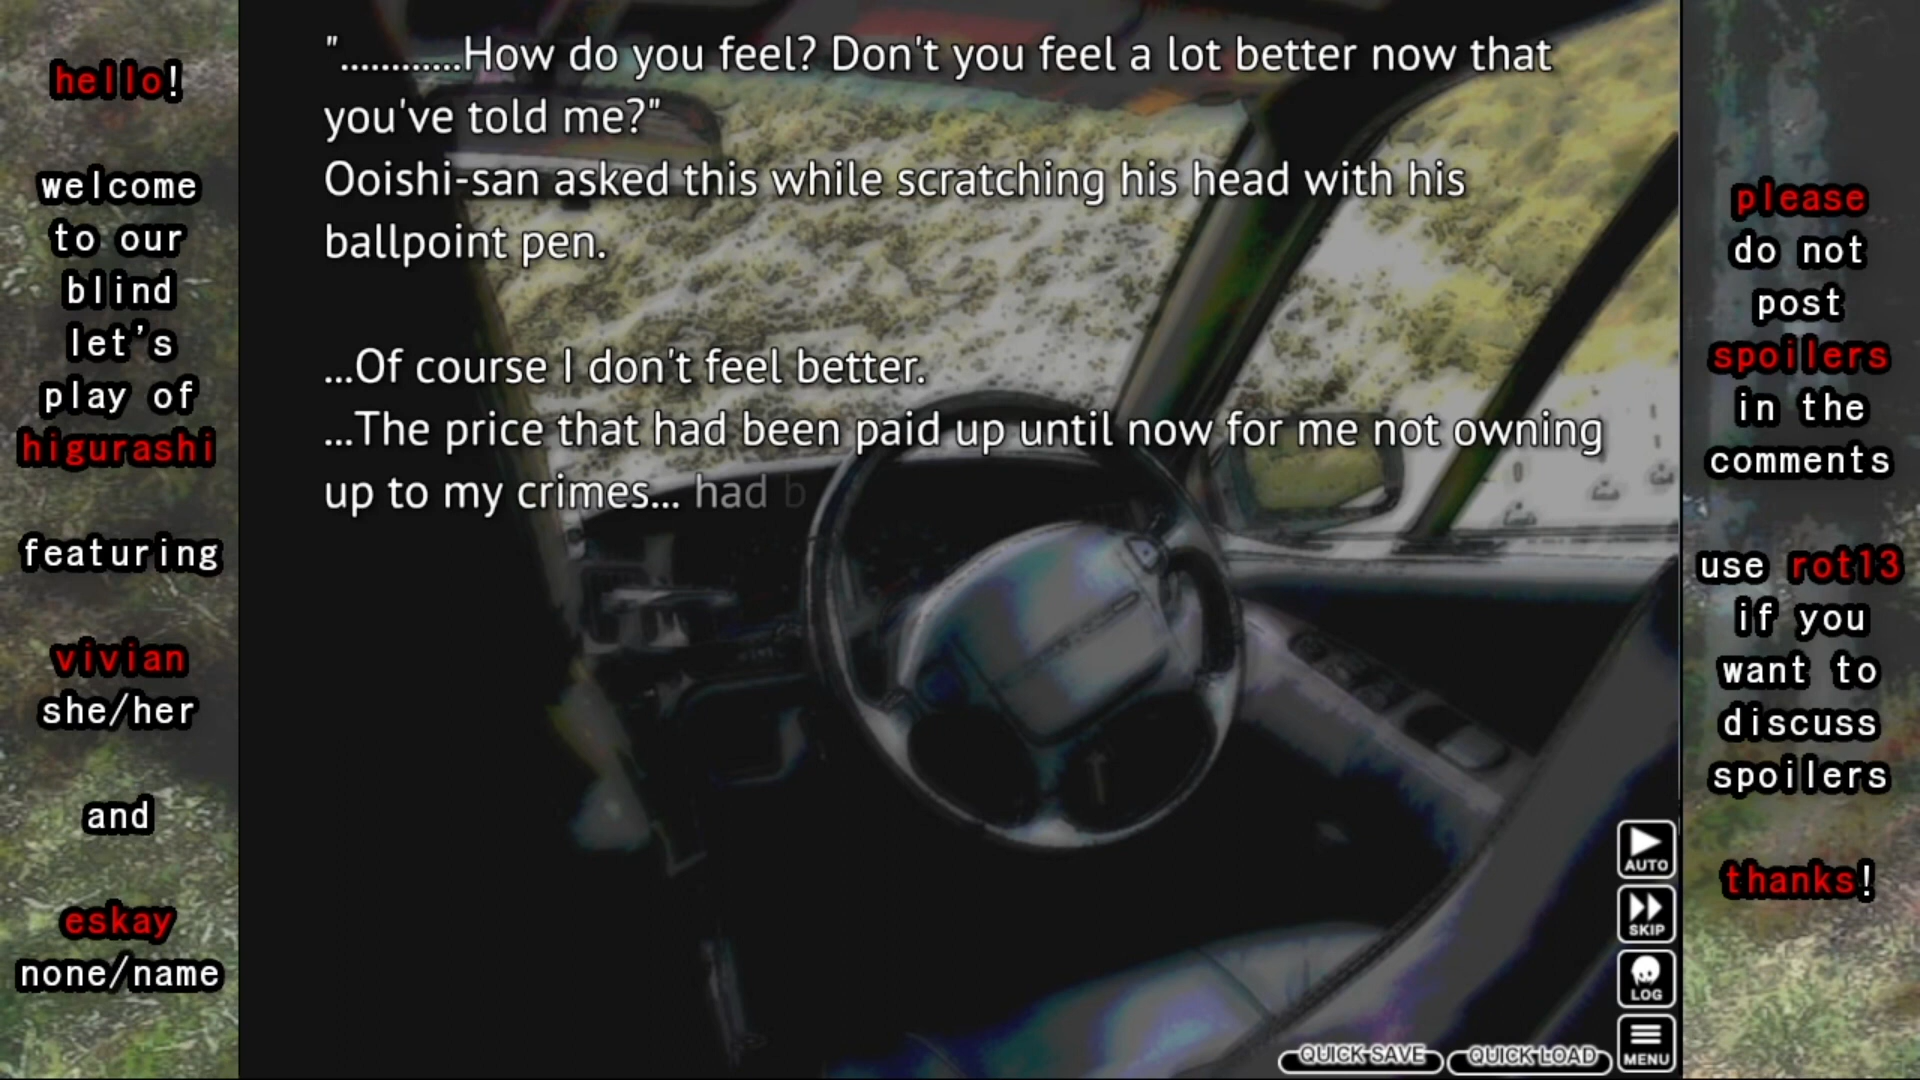 hello!
welcome
to our
blind
let's
play of
higurashi
featuring
vivian
she/her
and
eskay
none/name
"............How do you feel? Don't you feel a lot better now that
you've told me?"
Ooishi-san asked this while scratching his head with his
ballpoint pen.
...Of course I don't feel better.
...The price that had been paid up until now for me not owning
up to my crimes... had b
AUTO
SKIP
LOG
MENU
QUICK SAVE
QUICK LOAD
please
do not
post
spoilers
in the
comments
use rot13
if you
want to
discuss
spoilers
thanks!